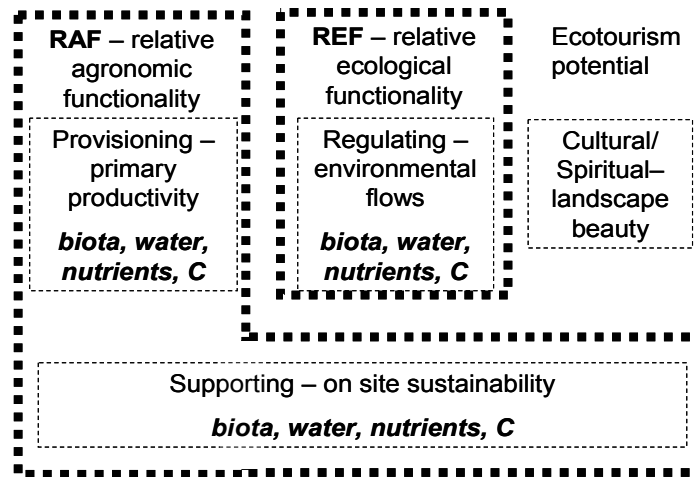 RAF – relative
agronomic
functionality
Provisioning –
primary
productivity
biota, water,
nutrients, C
REF – relative
ecological
functionality
Regulating –
environmental
flows
biota, water,
nutrients, C
Ecotourism
potential
Cultural/
Spiritual–
landscape
beauty
Supporting – on site sustainability
biota, water, nutrients, C